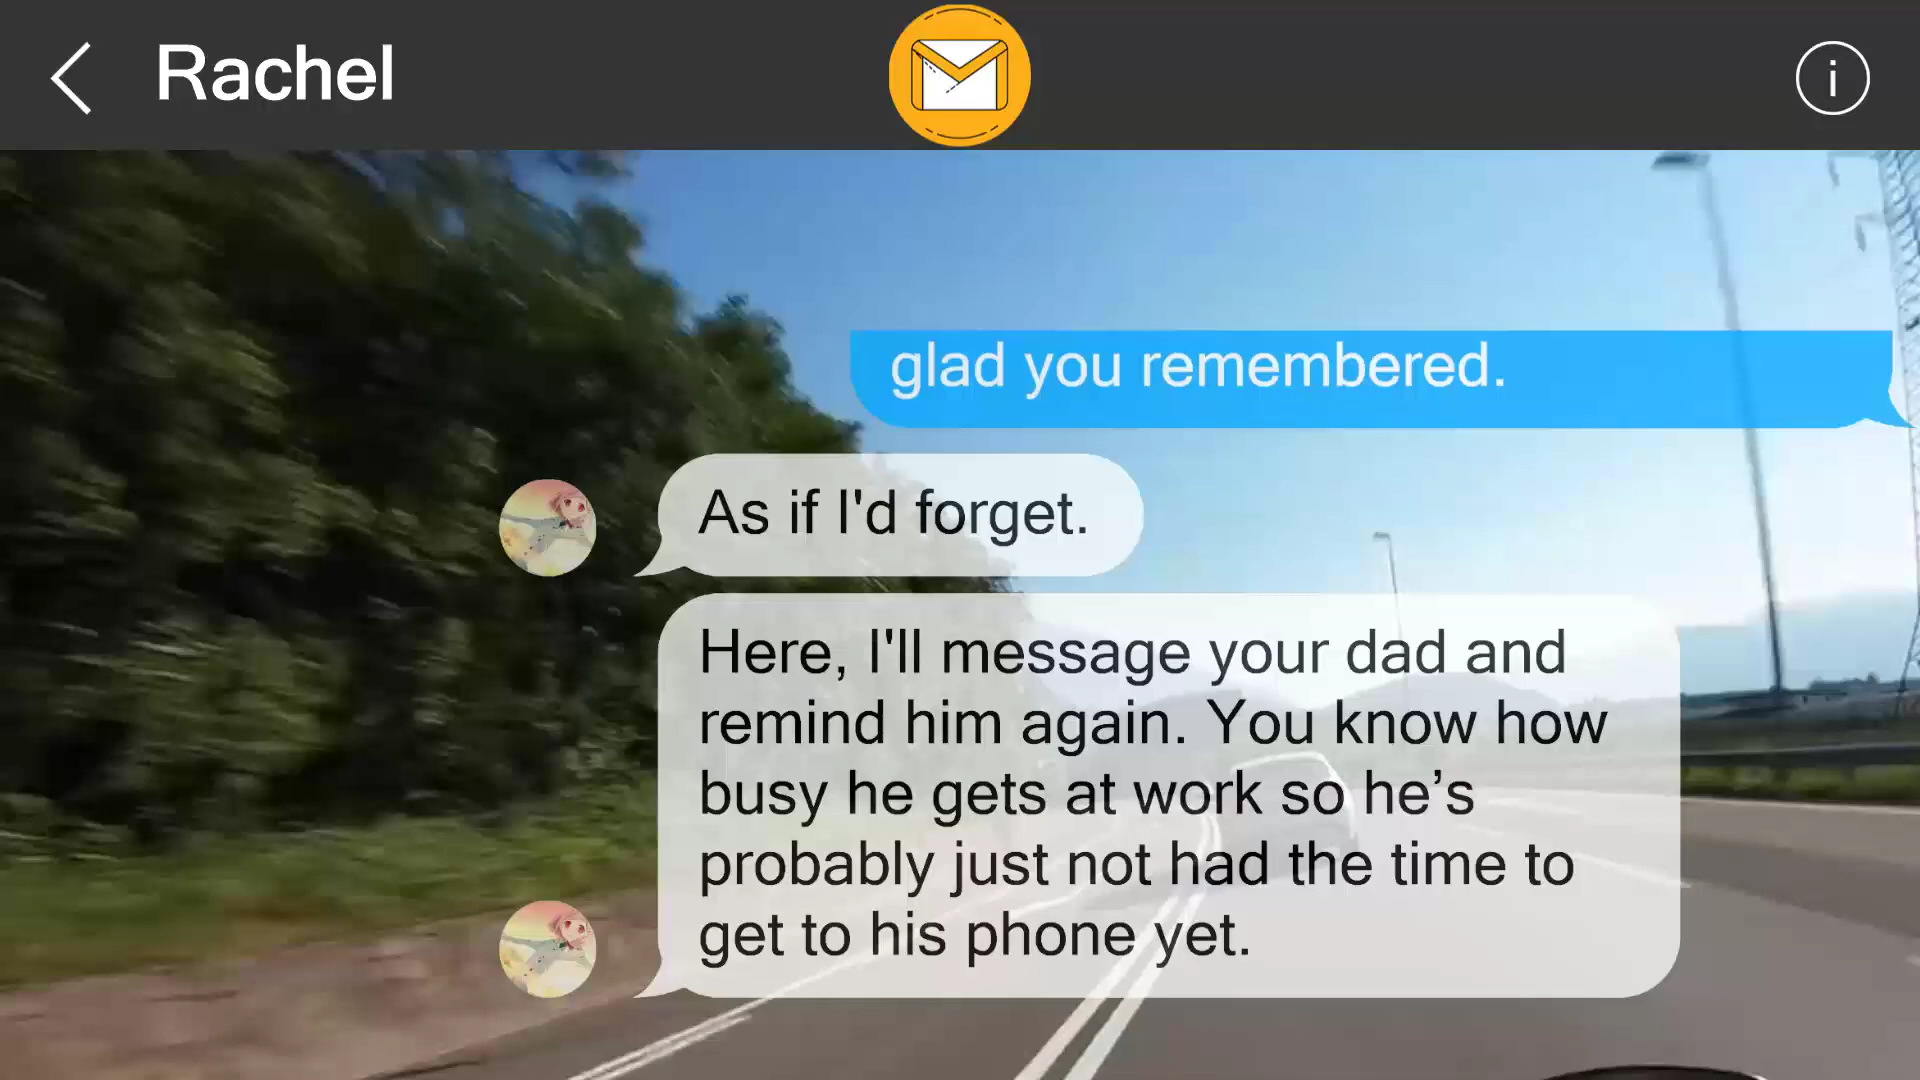 Rachel
i
glad you remembered.
As if I'd forget.
Here, I'll message your dad and
remind him again. You know how
busy he gets at work so he’s
probably just not had the time to
get to his phone yet.